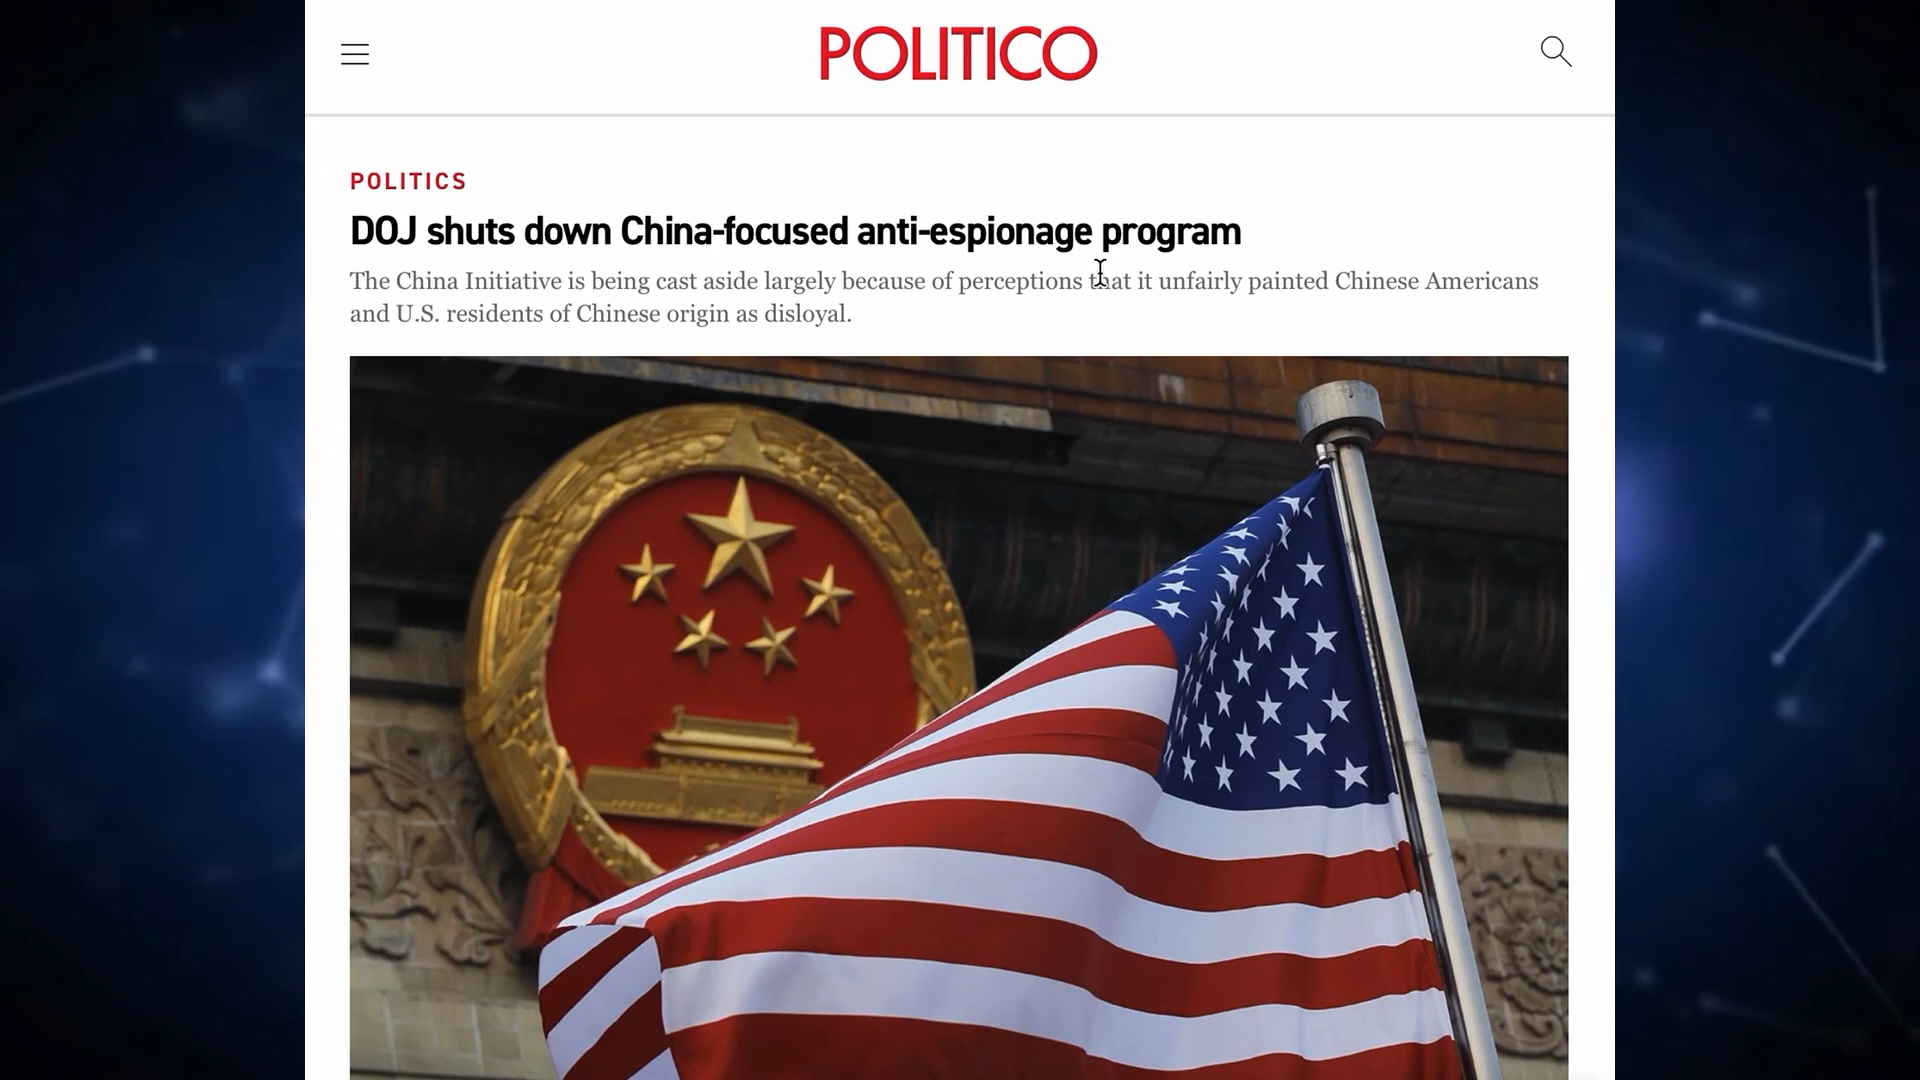 POLITICO
POLITICS
DOJ shuts down China-focused anti-espionage program
The China Initiative is being cast aside largely because of perceptions that it unfairly painted Chinese Americans
and U.S. residents of Chinese origin as disloyal.